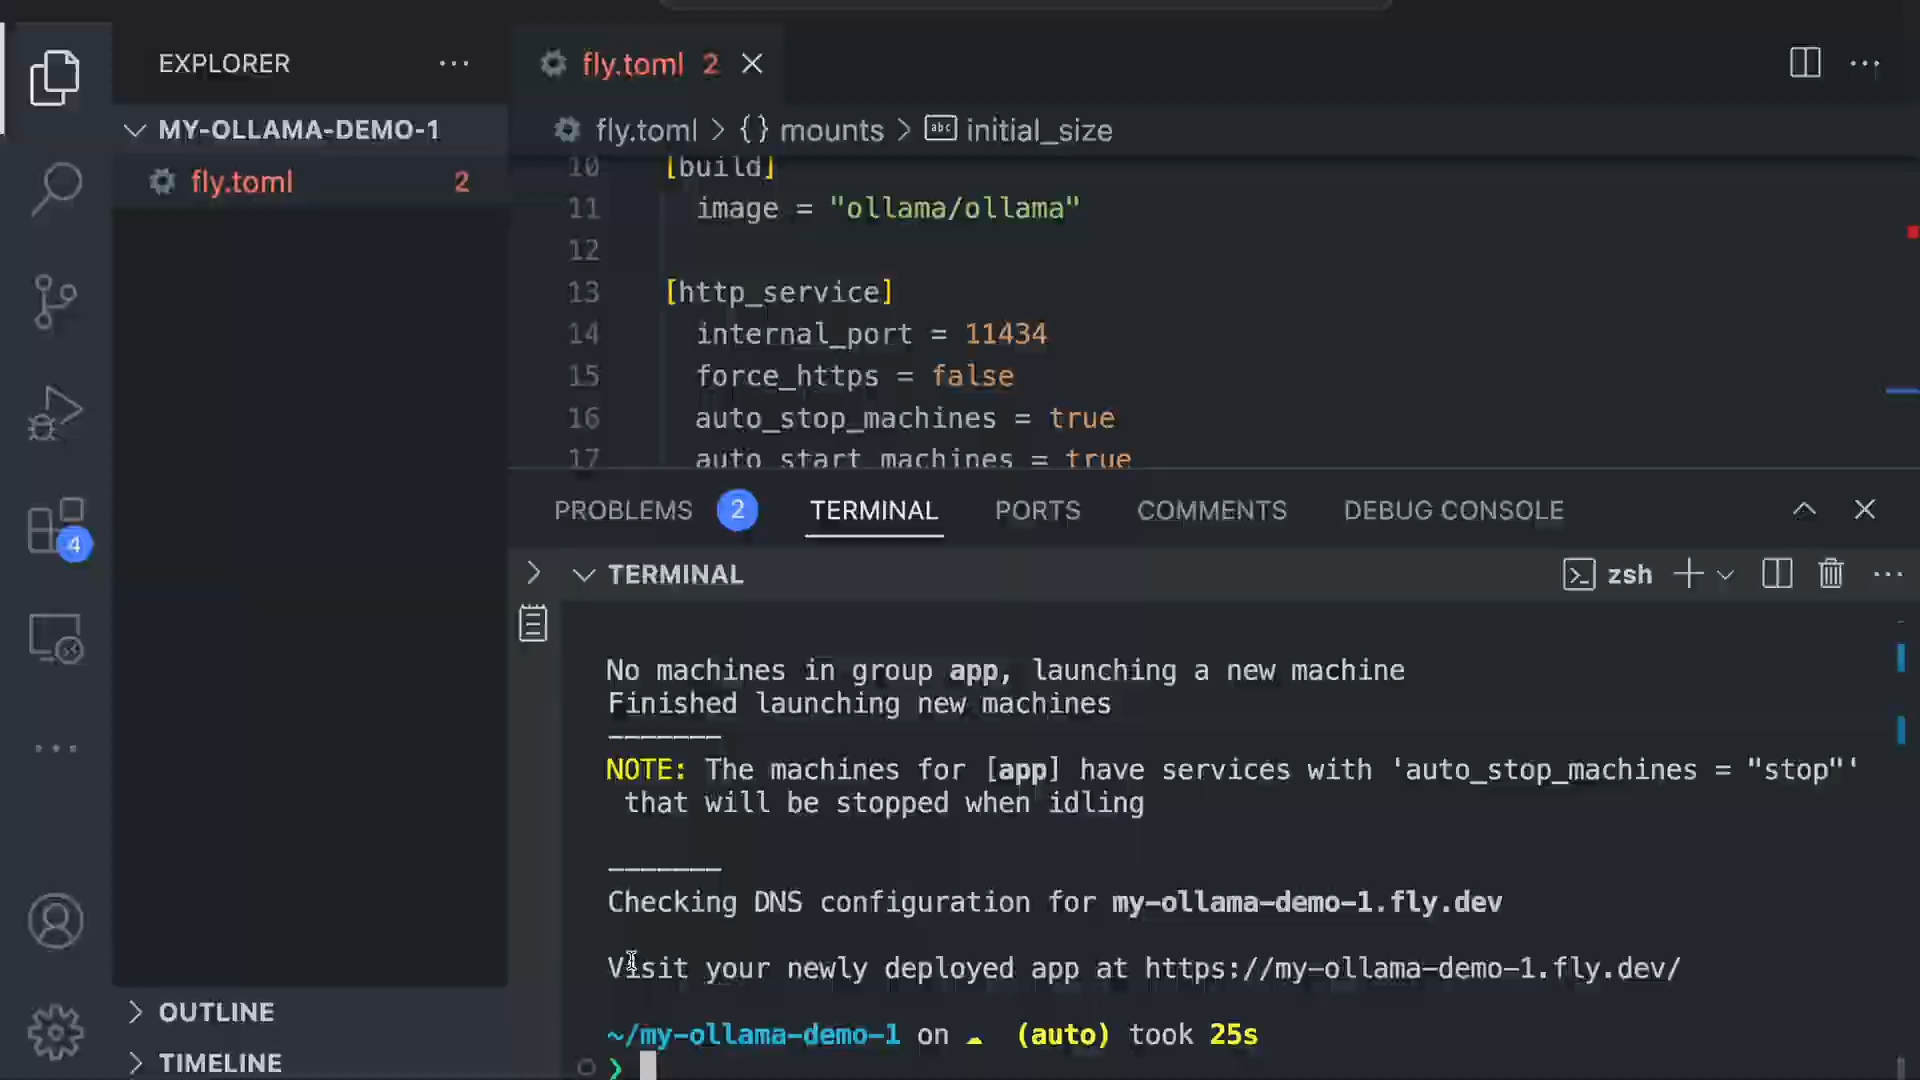 EXPLORER
MY-OLLAMA-DEMO-1
fly.toml 2
4
OUTLINE
TIMELINE
fly.toml 2
fly.toml > {} mounts > abc initial_size
10 [build]
11 image = "ollama/ollama"
12
13 [http_service]
14 internal_port = 11434
15 force_https = false
16 auto_stop_machines = true
17 auto_start_machines = true
PROBLEMS 2 TERMINAL PORTS COMMENTS DEBUG CONSOLE
TERMINAL zsh
No machines in group app, launching a new machine
Finished launching new machines
-------
NOTE: The machines for [app] have services with 'auto_stop_machines = "stop"'
that will be stopped when idling
-------
Checking DNS configuration for my-ollama-demo-1.fly.dev
Visit your newly deployed app at https://my-ollama-demo-1.fly.dev/
~/my-ollama-demo-1 on ☁ (auto) took 25s
❯